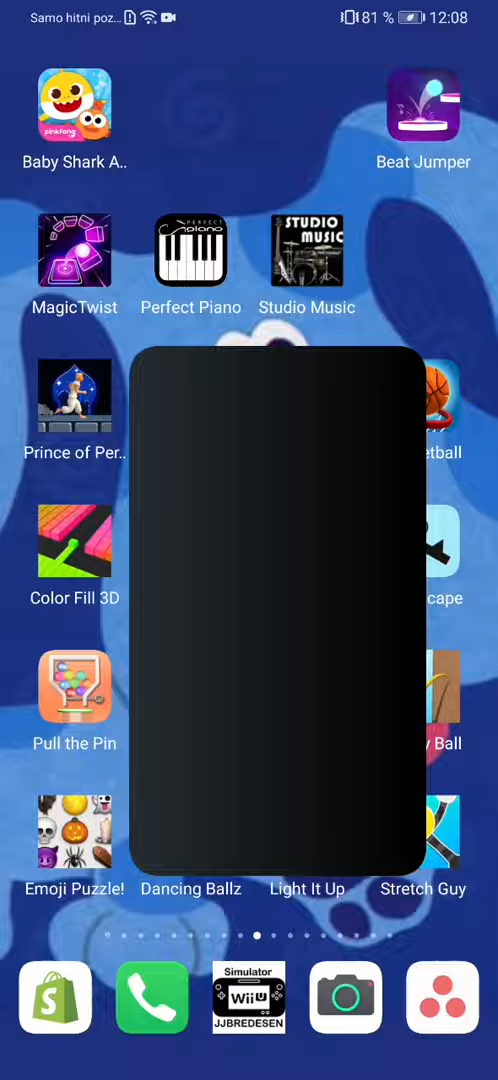 Samo hitni poz... 81 % 12:08
pinkfong
Baby Shark A..
Beat Jumper
PERFECT
piano
STUDIO
MUSIC
MagicTwist
Perfect Piano
Studio Music
Prince of Per..
etball
Color Fill 3D
cape
Pull the Pin
y Ball
Emoji Puzzle!
Dancing Ballz
Light It Up
Stretch Guy
Simulator
Wii U
JJBREDESEN